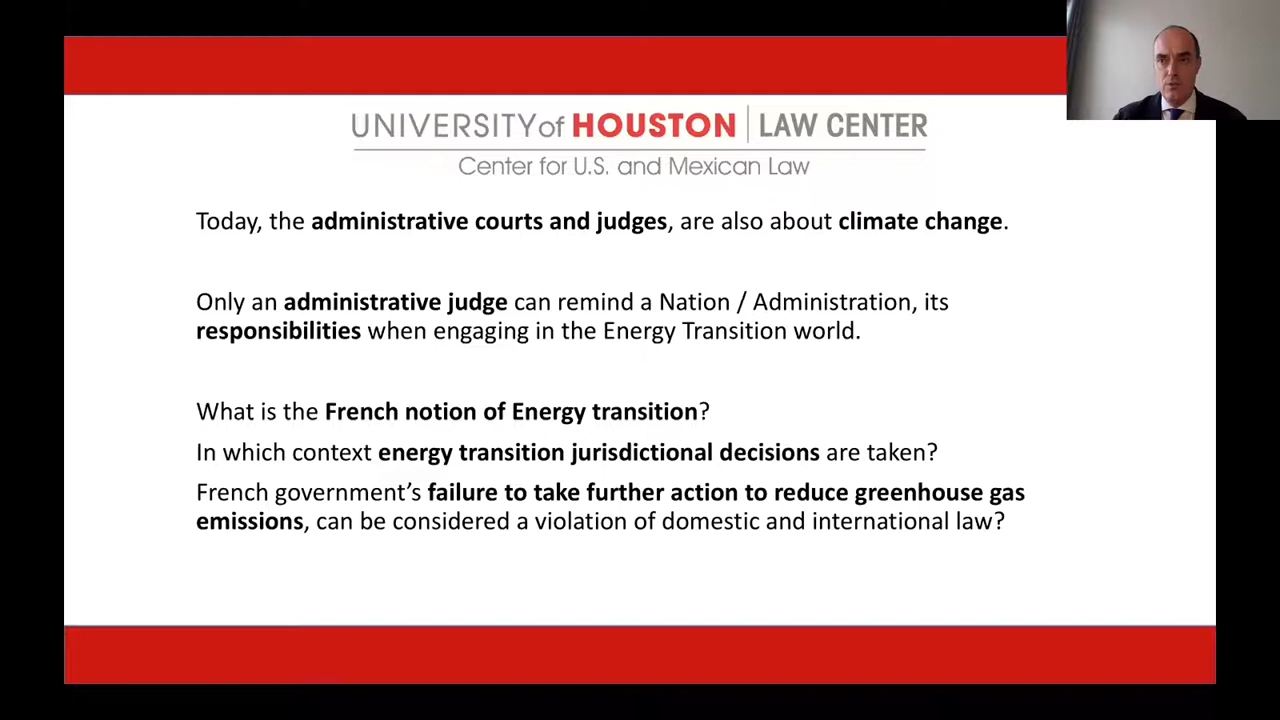 UNIVERSITY of HOUSTON | LAW CENTER
Center for U.S. and Mexican Law
Today, the administrative courts and judges, are also about climate change.
Only an administrative judge can remind a Nation / Administration, its
responsibilities when engaging in the Energy Transition world.
What is the French notion of Energy transition?
In which context energy transition jurisdictional decisions are taken?
French government’s failure to take further action to reduce greenhouse gas
emissions, can be considered a violation of domestic and international law?